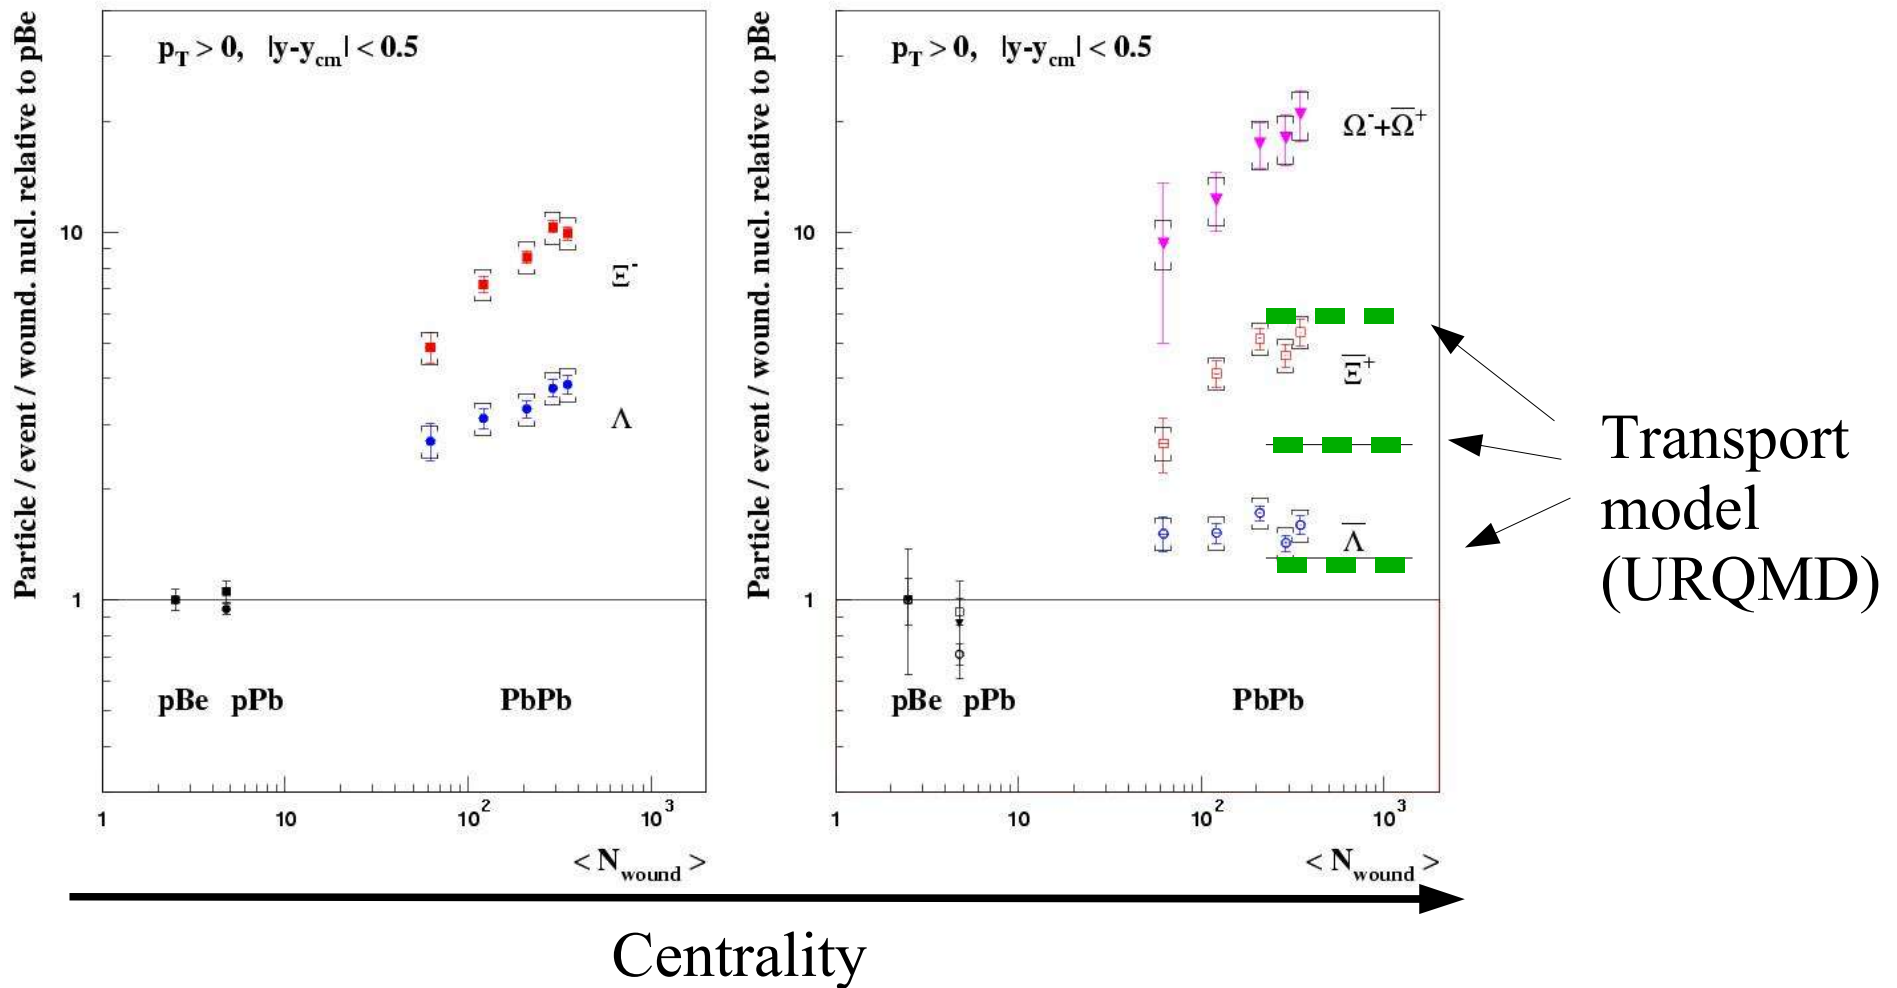 Particle / event / wound. nucl. relative to pBe
p_T > 0, |y-y_cm| < 0.5
10
Ξ⁻
Λ
1
pBe pPb PbPb
1 10 10² 10³
< N_wound >
Particle / event / wound. nucl. relative to pBe
p_T > 0, |y-y_cm| < 0.5
Ω⁻+Ω̅⁺
10
Ξ̅⁺
Λ̅
1
pBe pPb PbPb
1 10 10² 10³
< N_wound >
Transport
model
(URQMD)
Centrality